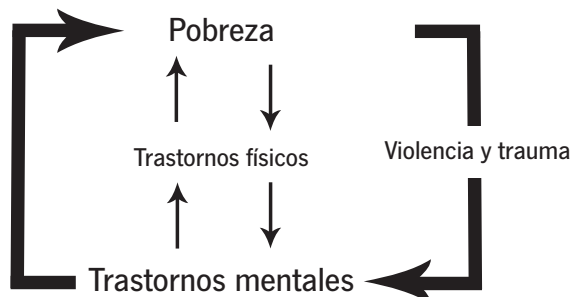 Pobreza
Trastornos físicos
Violencia y trauma
Trastornos mentales